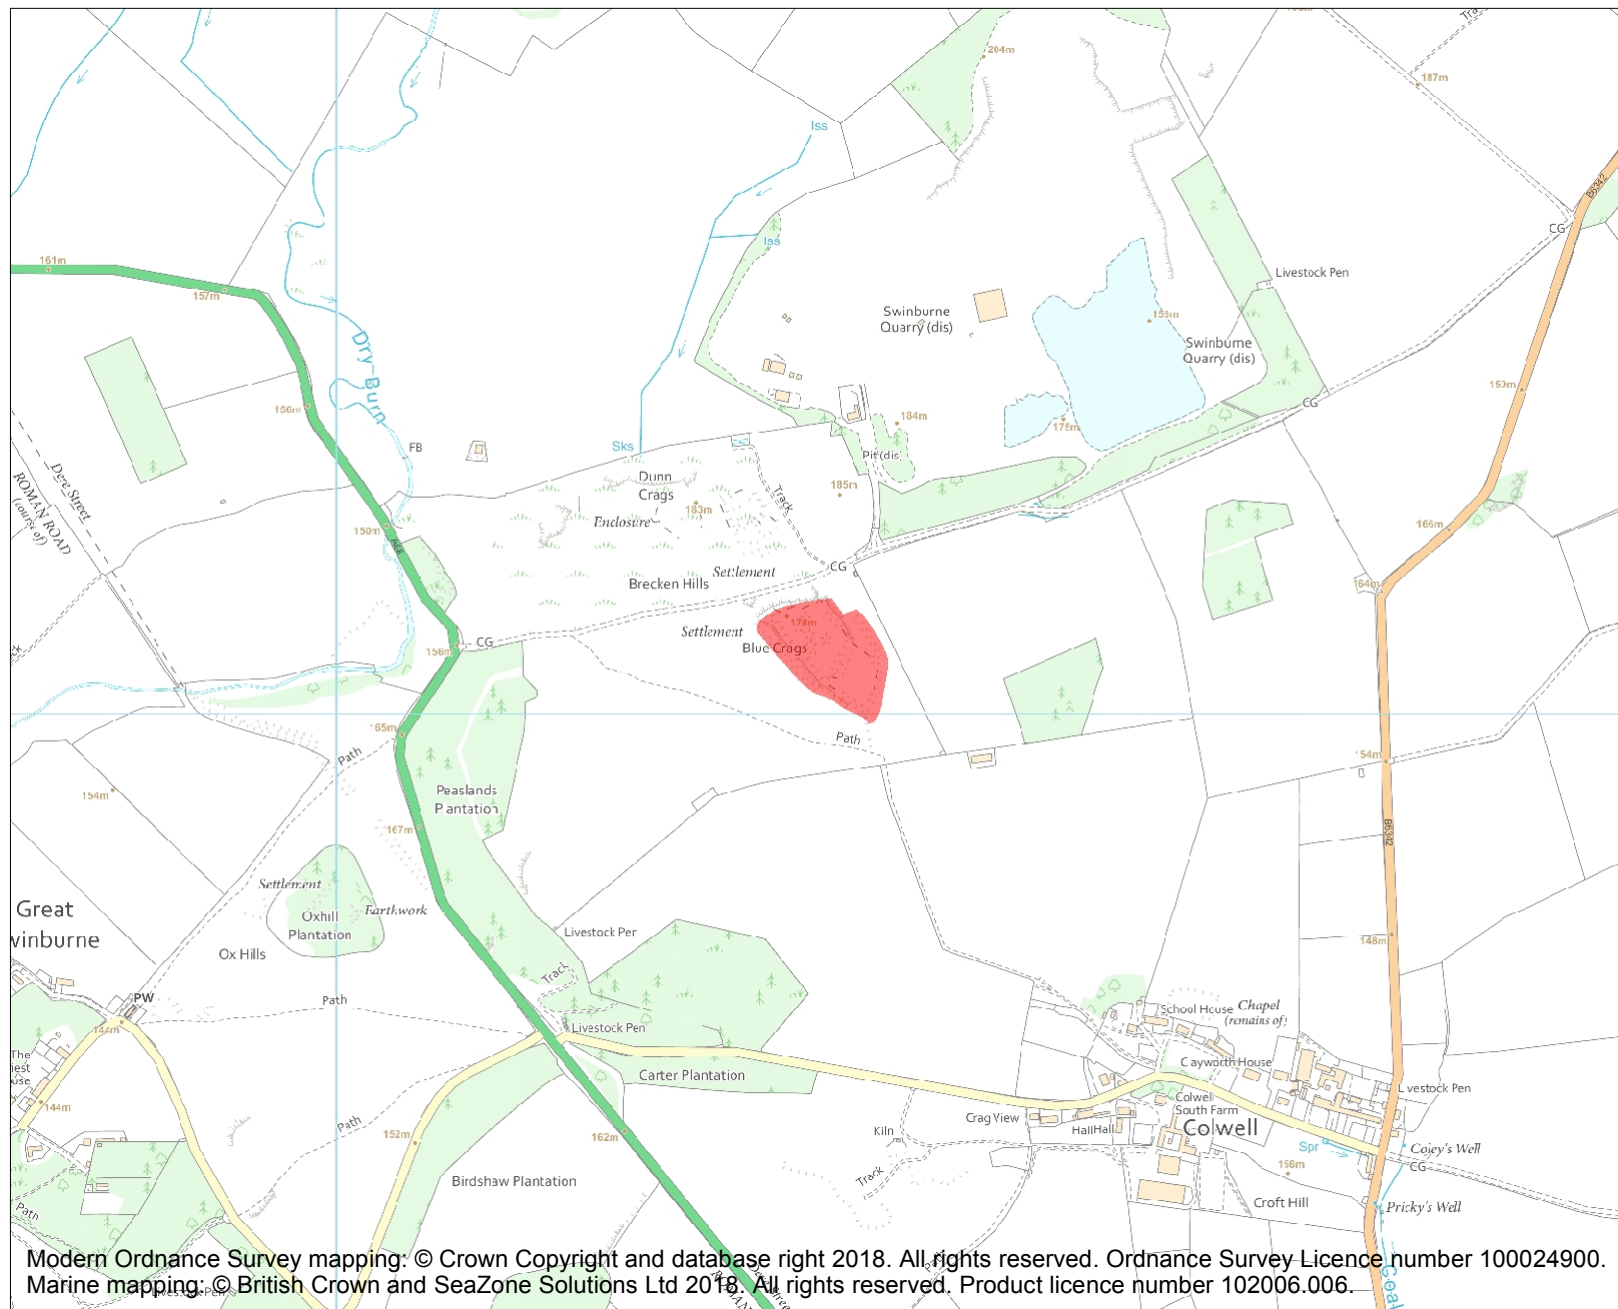 204m
187m
Iss
B6342
CG
Iss
161m
157m
Livestock Pen
Swinburne
Quarry (dis)
Swinburne
Quarry (dis)
Dry Burn
156m
184m
CG
FB
Sks
Pit (dis)
Dere Street
ROMAN ROAD
(course of)
Dunn
Crags
Track
185m
183m
Enclosure
150m
166m
CG
Settlement
Brecken Hills
164m
178m
Settlement
CG
Blue Crags
156m
Path
Path
154m
Peaslands
Plantation
167m
B6342
Settlement
Earthwork
Oxhill
Plantation
Great
winburne
Livestock Pen
148m
Ox Hills
Track
PW
Path
144m
School House
Chapel
(remains of)
Livestock Pen
The
Cayworth House
Carter Plantation
Livestock Pen
144m
Colwell
South Farm
Crag View
Path
152m
162m
Kiln
Hall
Hall
Colwell
Spr
Coley's Well
156m
CG
Track
Birdshaw Plantation
Croft Hill
Pricky's Well
Path
Modern Ordnance Survey mapping: © Crown Copyright and database right 2018. All rights reserved. Ordnance Survey Licence number 100024900.
Marine mapping: © British Crown and SeaZone Solutions Ltd 2018. All rights reserved. Product licence number 102006.006.